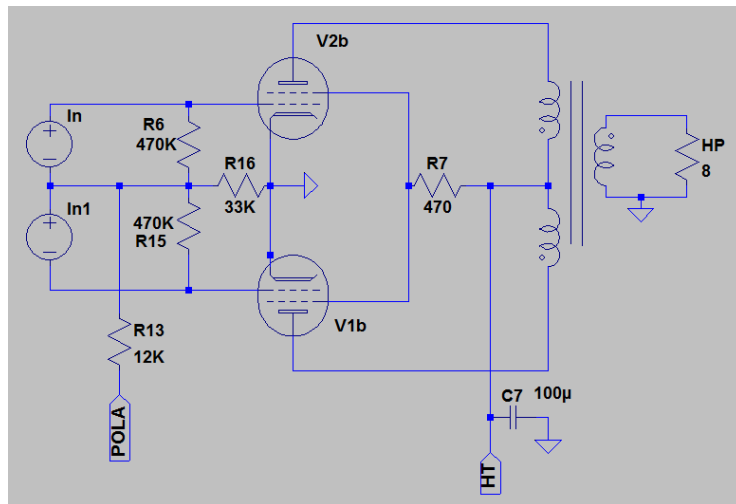 V2b
In
R6
470K
R16
33K
R7
470
HP
8
In1
470K
R15
V1b
R13
12K
C7 100µ
POLA
HT